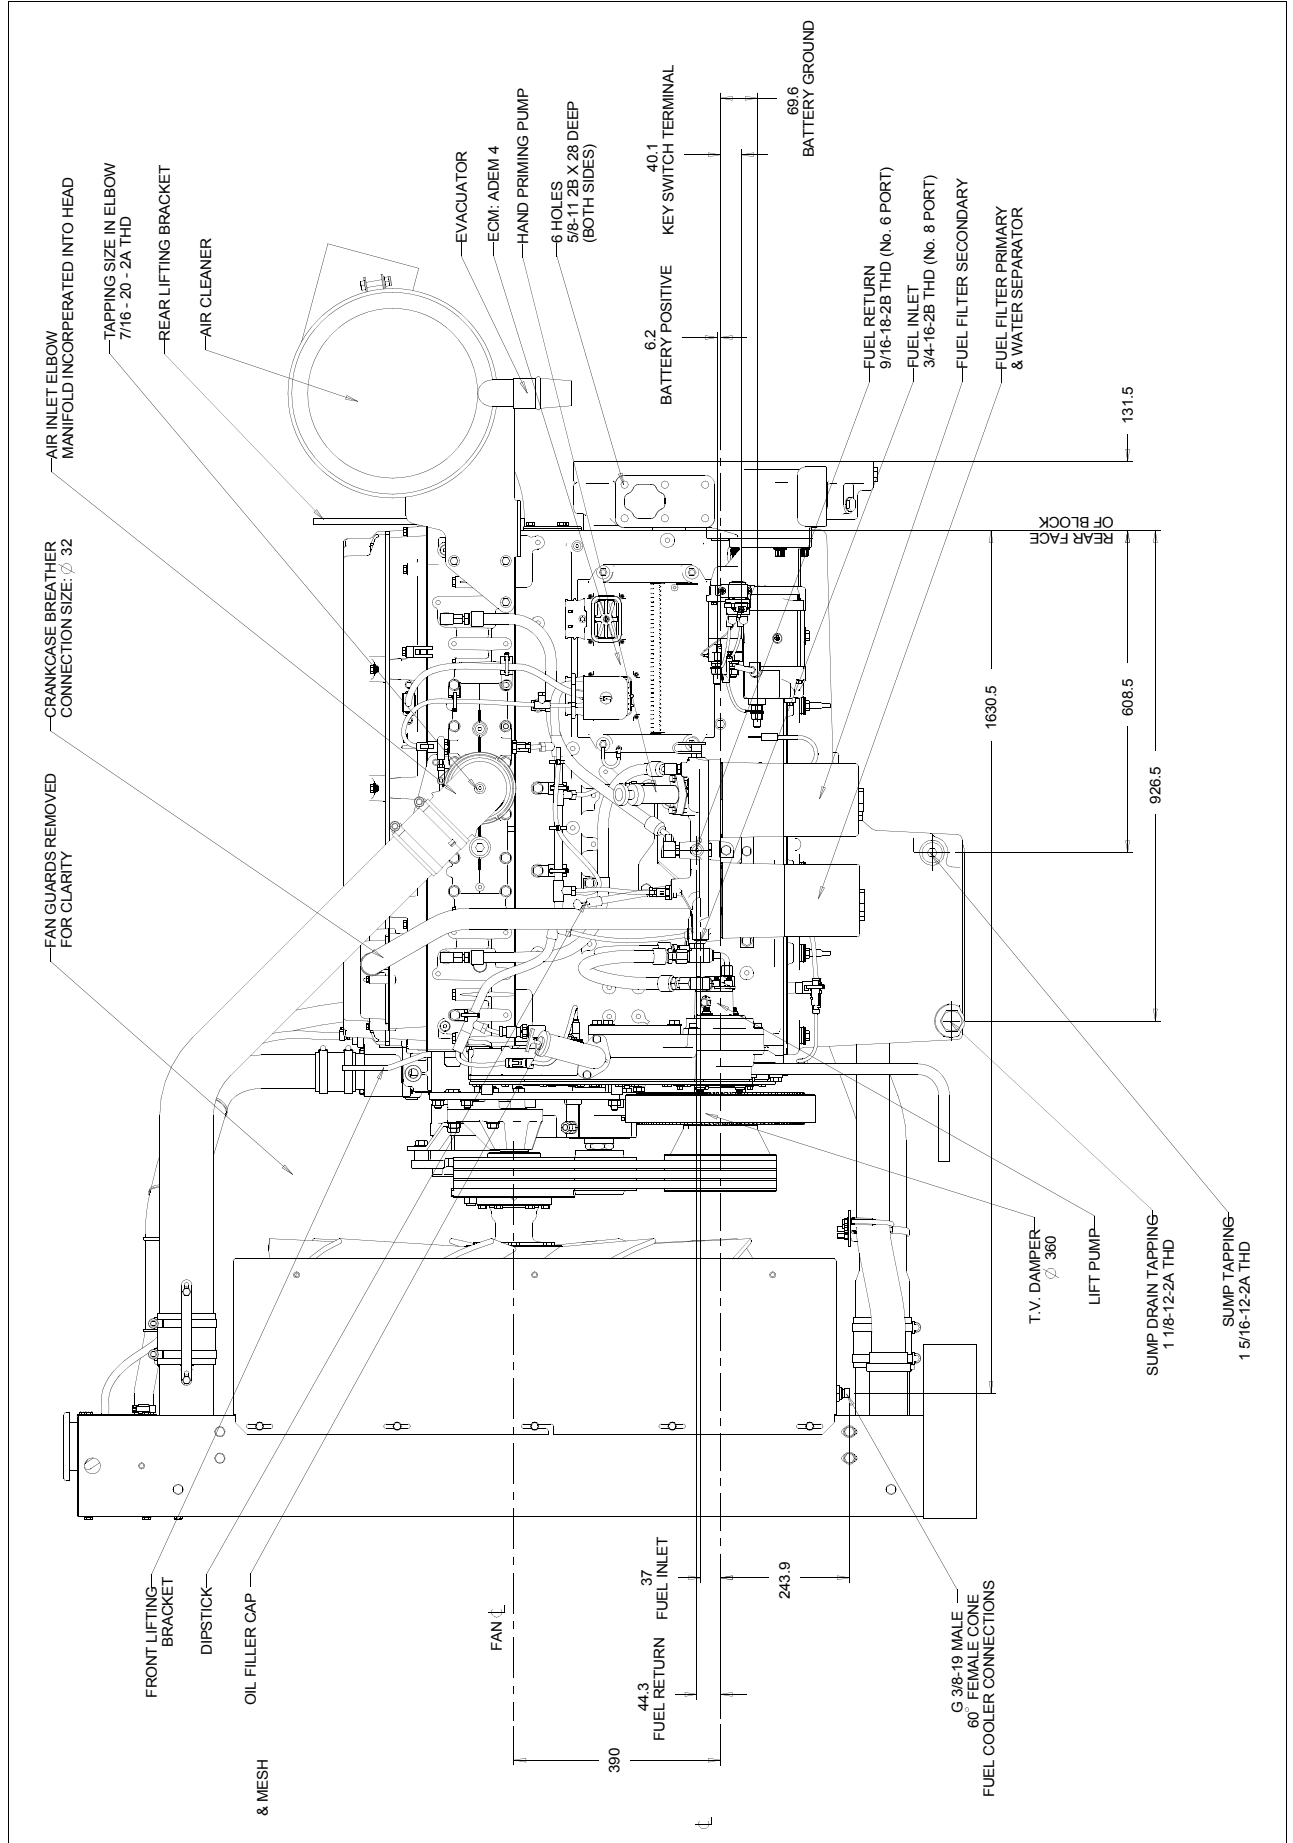 FAN GUARDS REMOVED
FOR CLARITY
CRANKCASE BREATHER
CONNECTION SIZE: ∅ 32
AIR INLET ELBOW
MANIFOLD INCORPERATED INTO HEAD
TAPPING SIZE IN ELBOW
7/16 - 20 - 2A THD
REAR LIFTING BRACKET
AIR CLEANER
EVACUATOR
ECM: ADEM 4
HAND PRIMING PUMP
6 HOLES
5/8-11 2B X 28 DEEP
(BOTH SIDES)
6.2
BATTERY POSITIVE
40.1
KEY SWITCH TERMINAL
69.6
BATTERY GROUND
FUEL RETURN
9/16-18-2B THD (No. 6 PORT)
FUEL INLET
3/4-16-2B THD (No. 8 PORT)
FUEL FILTER SECONDARY
FUEL FILTER PRIMARY
& WATER SEPARATOR
131.5
REAR FACE
OF BLOCK
1630.5
608.5
926.5
FRONT LIFTING
BRACKET
DIPSTICK
OIL FILLER CAP
& MESH
FAN ℄
44.3
FUEL RETURN
37
FUEL INLET
390
243.9
G 3/8-19 MALE
60° FEMALE CONE
FUEL COOLER CONNECTIONS
T.V. DAMPER
∅ 360
LIFT PUMP
SUMP DRAIN TAPPING
1 1/8-12-2A THD
SUMP TAPPING
1 5/16-12-2A THD